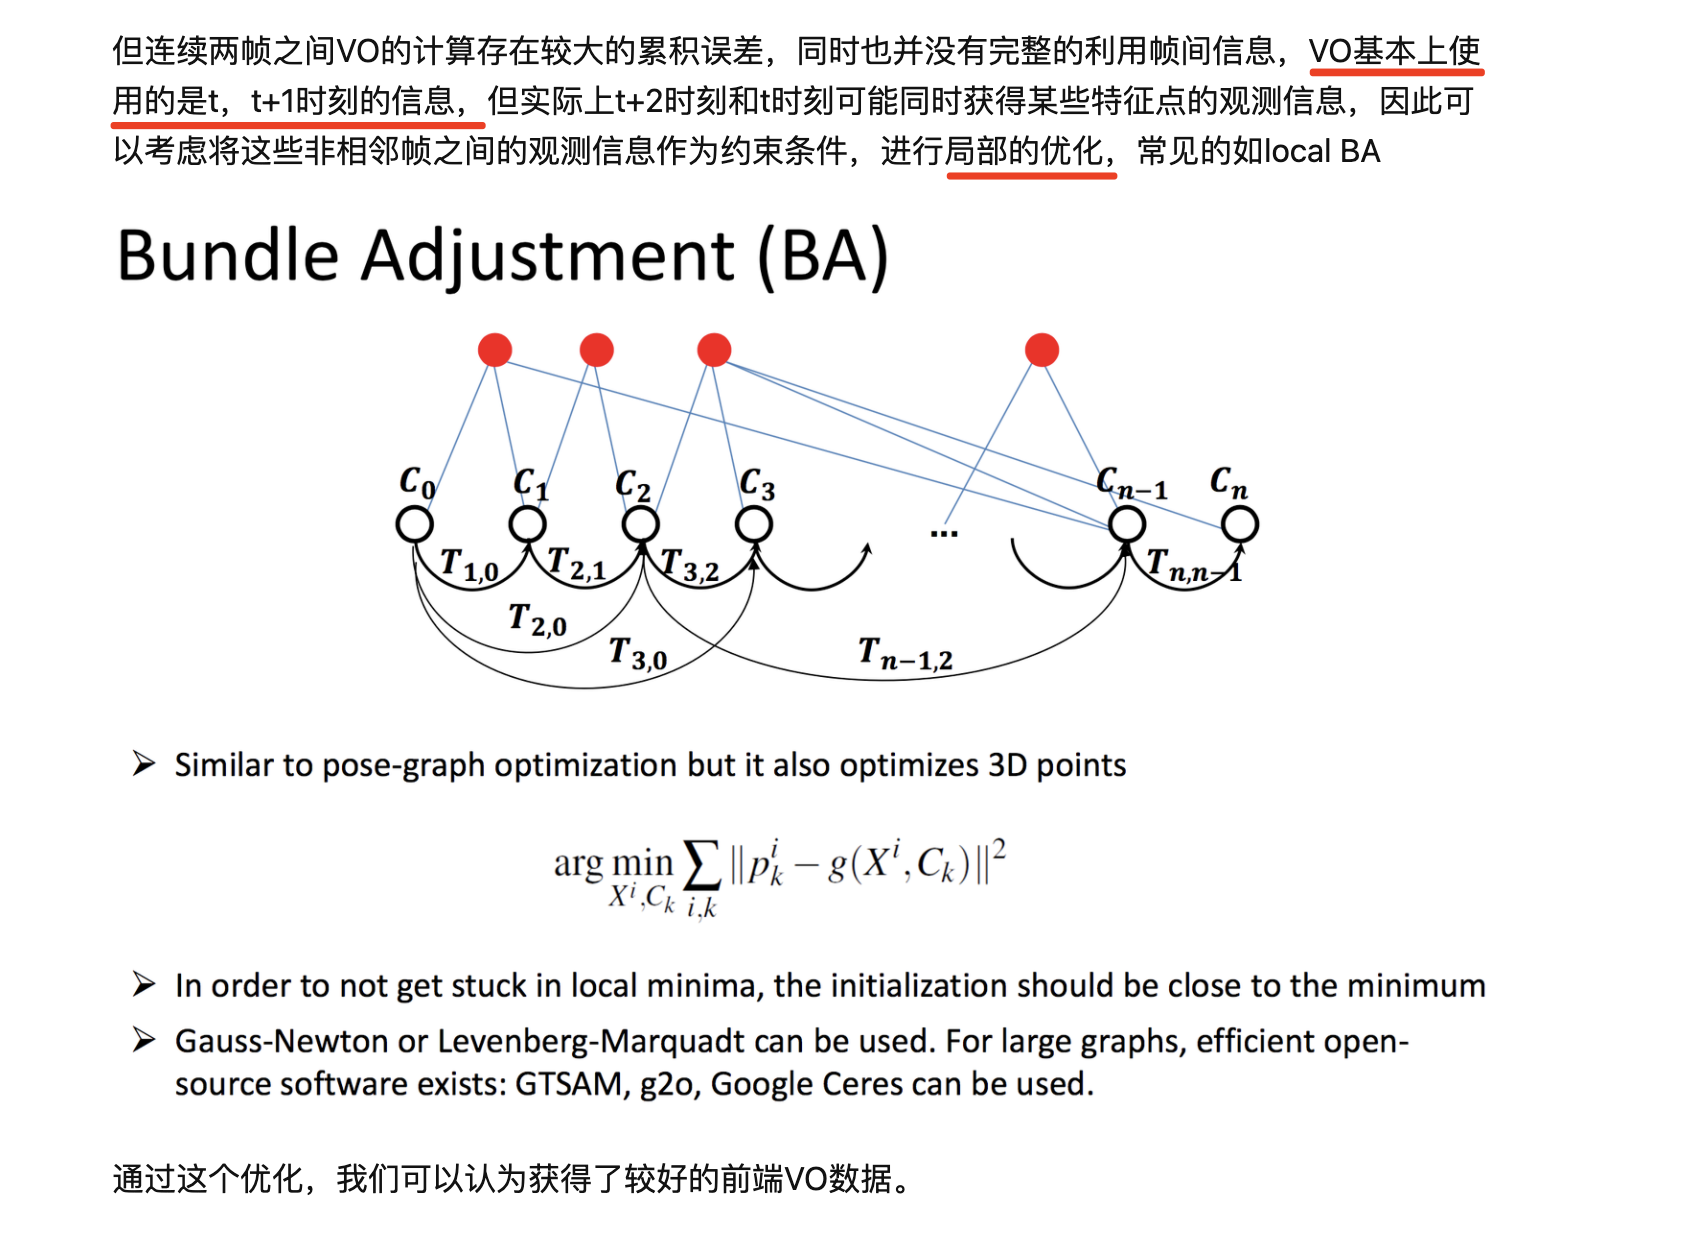 但连续两帧之间VO的计算存在较大的累积误差，同时也并没有完整的利用帧间信息，VO基本上使
用的是t，t+1时刻的信息，但实际上t+2时刻和t时刻可能同时获得某些特征点的观测信息，因此可
以考虑将这些非相邻帧之间的观测信息作为约束条件，进行局部的优化，常见的如local BA
Bundle Adjustment (BA)
C_0 C_1 C_2 C_3 C_{n-1} C_n
...
T_{1,0} T_{2,1} T_{3,2} T_{n,n-1}
T_{2,0}
T_{3,0} T_{n-1,2}
➢ Similar to pose-graph optimization but it also optimizes 3D points
arg min_{X^i,C_k} ∑_{i,k} ||p_k^i − g(X^i, C_k)||^2
➢ In order to not get stuck in local minima, the initialization should be close to the minimum
➢ Gauss-Newton or Levenberg-Marquadt can be used. For large graphs, efficient open-
source software exists: GTSAM, g2o, Google Ceres can be used.
通过这个优化，我们可以认为获得了较好的前端VO数据。